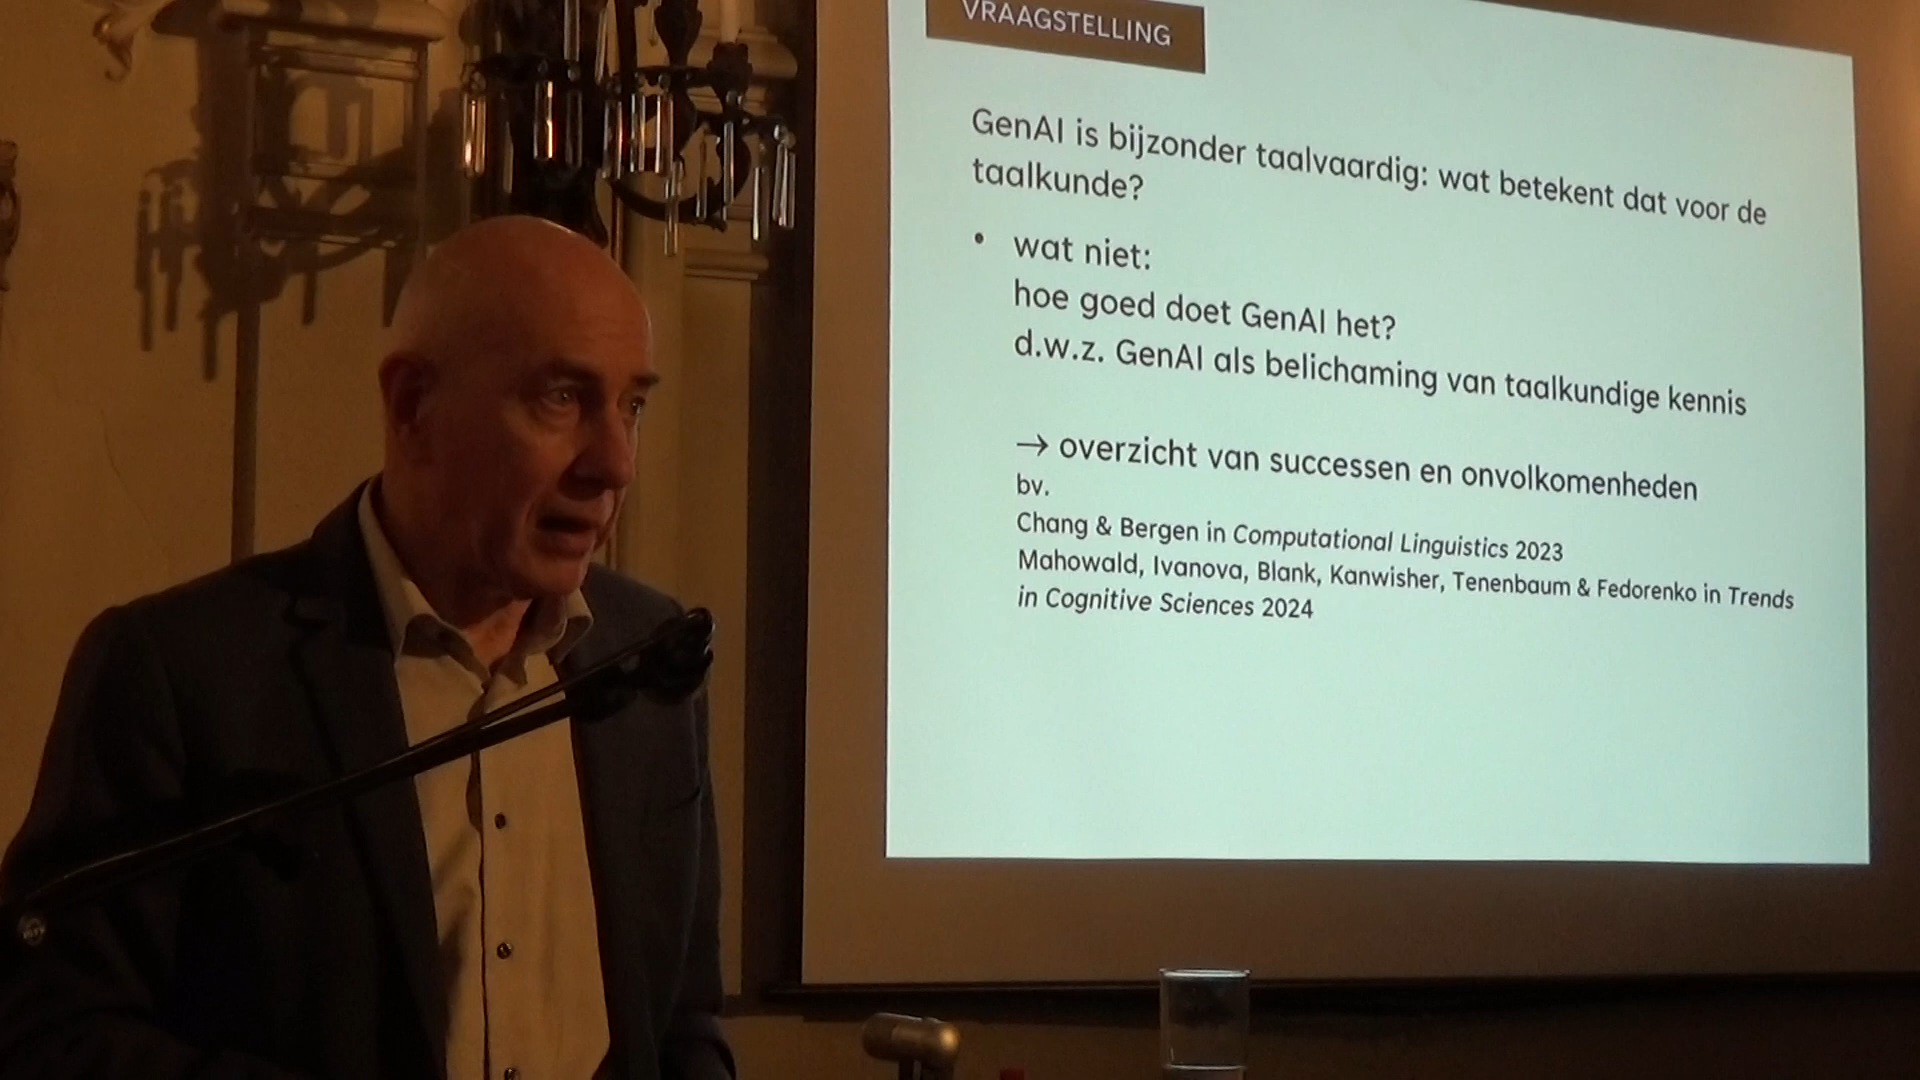 VRAAGSTELLING
GenAI is bijzonder taalvaardig: wat betekent dat voor de
taalkunde?
• wat niet:
hoe goed doet GenAI het?
d.w.z. GenAI als belichaming van taalkundige kennis
→ overzicht van successen en onvolkomenheden
bv.
Chang & Bergen in Computational Linguistics 2023
Mahowald, Ivanova, Blank, Kanwisher, Tenenbaum & Fedorenko in Trends
in Cognitive Sciences 2024